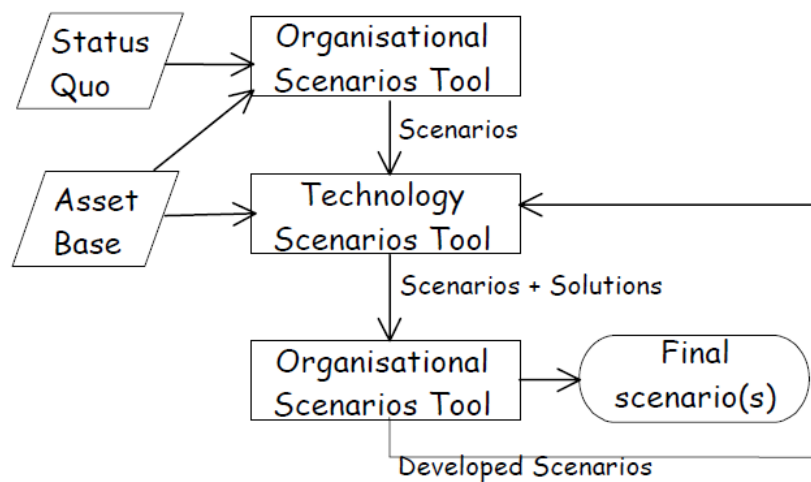 Status
Quo
Organisational
Scenarios Tool
Scenarios
Asset
Base
Technology
Scenarios Tool
Scenarios + Solutions
Organisational
Scenarios Tool
Final
scenario(s)
Developed Scenarios